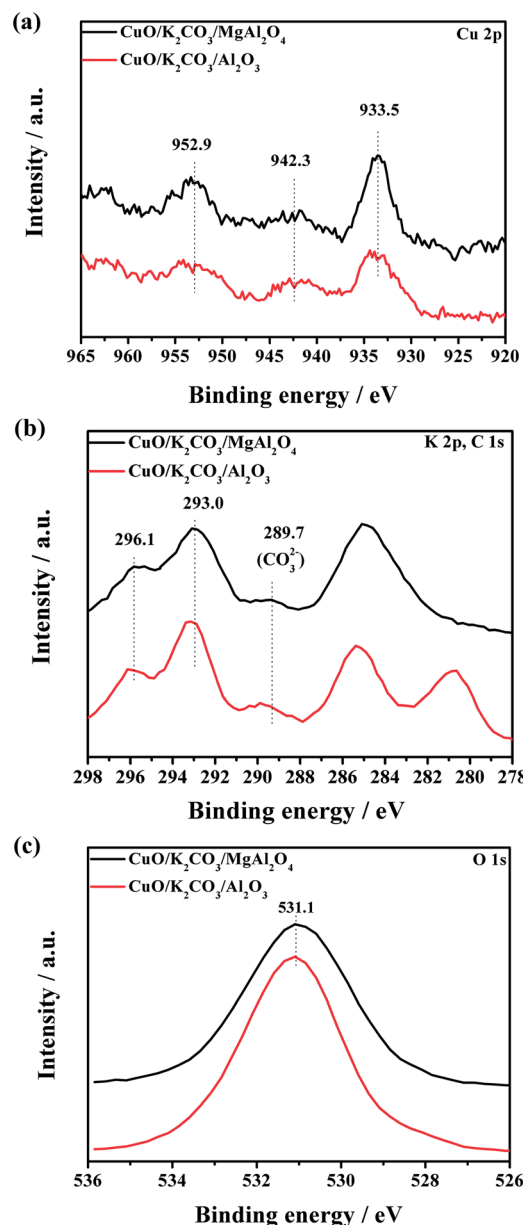 (a)
CuO/K₂CO₃/MgAl₂O₄
Cu 2p
CuO/K₂CO₃/Al₂O₃
933.5
952.9
942.3
Intensity / a.u.
965 960 955 950 945 940 935 930 925 920
Binding energy / eV
(b)
CuO/K₂CO₃/MgAl₂O₄
K 2p, C 1s
CuO/K₂CO₃/Al₂O₃
293.0
296.1
289.7
(CO₃²⁻)
Intensity / a.u.
298 296 294 292 290 288 286 284 282 280 278
Binding energy / eV
(c)
CuO/K₂CO₃/MgAl₂O₄
O 1s
CuO/K₂CO₃/Al₂O₃
531.1
Intensity / a.u.
536 534 532 530 528 526
Binding energy / eV